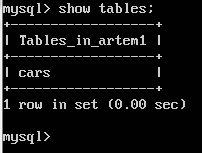 mysql> show tables;
+------------------+
| Tables_in_artem1 |
+------------------+
| cars             |
+------------------+
1 row in set (0.00 sec)
mysql>